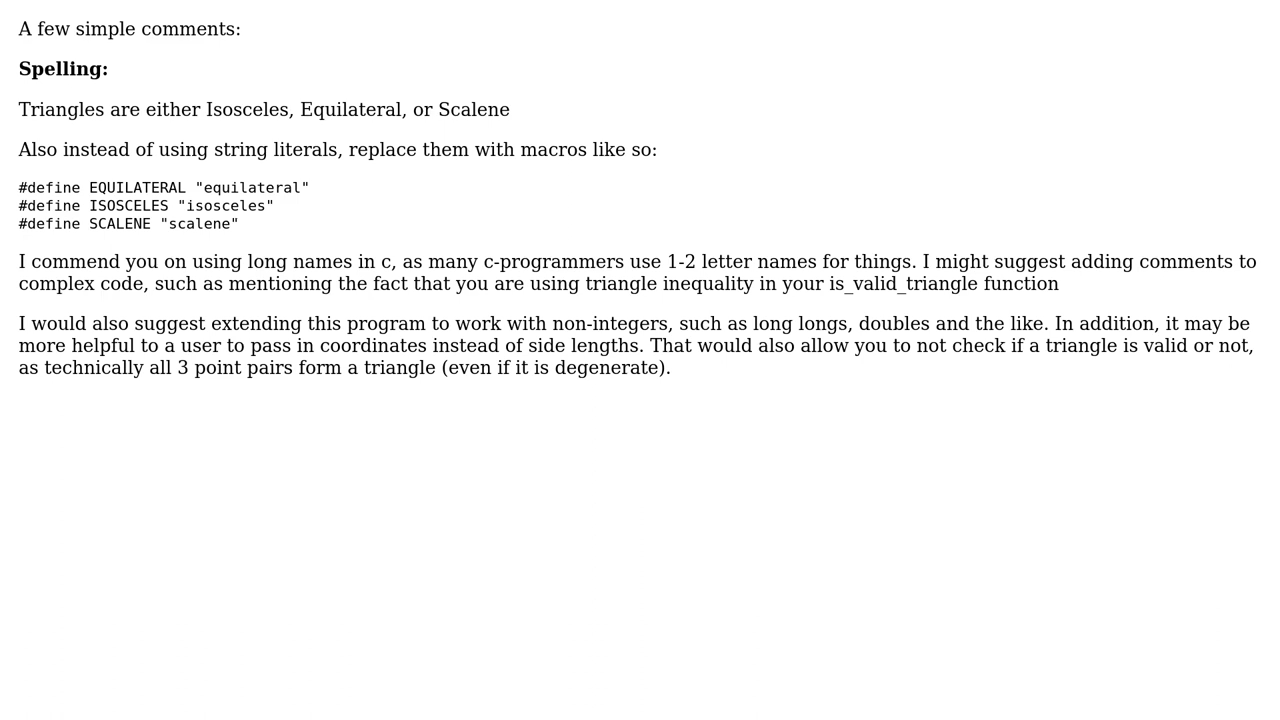 A few simple comments:
Spelling:
Triangles are either Isosceles, Equilateral, or Scalene
Also instead of using string literals, replace them with macros like so:
#define EQUILATERAL "equilateral"
#define ISOSCELES "isosceles"
#define SCALENE "scalene"
I commend you on using long names in c, as many c-programmers use 1-2 letter names for things. I might suggest adding comments to
complex code, such as mentioning the fact that you are using triangle inequality in your is_valid_triangle function
I would also suggest extending this program to work with non-integers, such as long longs, doubles and the like. In addition, it may be
more helpful to a user to pass in coordinates instead of side lengths. That would also allow you to not check if a triangle is valid or not,
as technically all 3 point pairs form a triangle (even if it is degenerate).